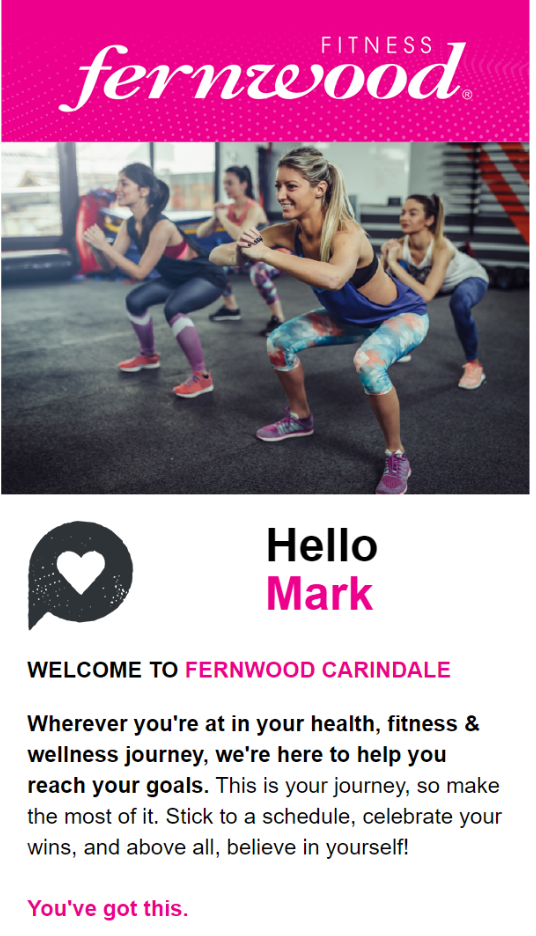 FITNESS
fernwood®
Hello
Mark
WELCOME TO FERNWOOD CARINDALE
Wherever you're at in your health, fitness &
wellness journey, we're here to help you
reach your goals. This is your journey, so make
the most of it. Stick to a schedule, celebrate your
wins, and above all, believe in yourself!
You've got this.